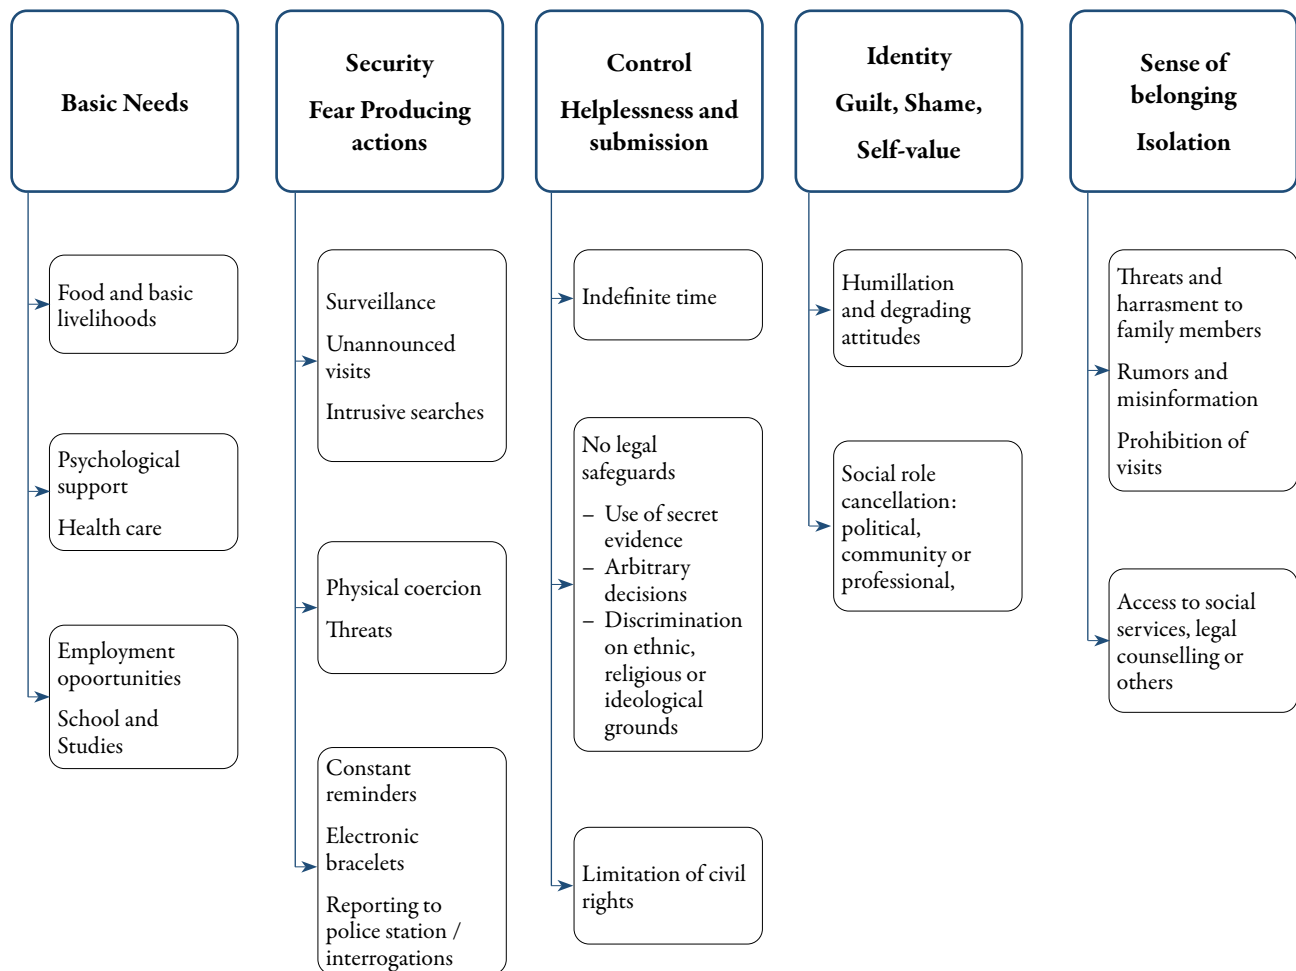 Basic Needs
Food and basic
livelihoods
Psychological
support
Health care
Employment
opoortunities
School and
Studies
Security
Fear Producing
actions
Surveillance
Unannounced
visits
Intrusive searches
Physical coercion
Threats
Constant
reminders
Electronic
bracelets
Reporting to
police station /
interrogations
Control
Helplessness and
submission
Indefinite time
No legal
safeguards
– Use of secret
evidence
– Arbitrary
decisions
– Discrimination
on ethnic,
religious or
ideological
grounds
Limitation of civil
rights
Identity
Guilt, Shame,
Self-value
Humillation
and degrading
attitudes
Social role
cancellation:
political,
community or
professional,
Sense of
belonging
Isolation
Threats and
harrasment to
family members
Rumors and
misinformation
Prohibition of
visits
Access to social
services, legal
counselling or
others